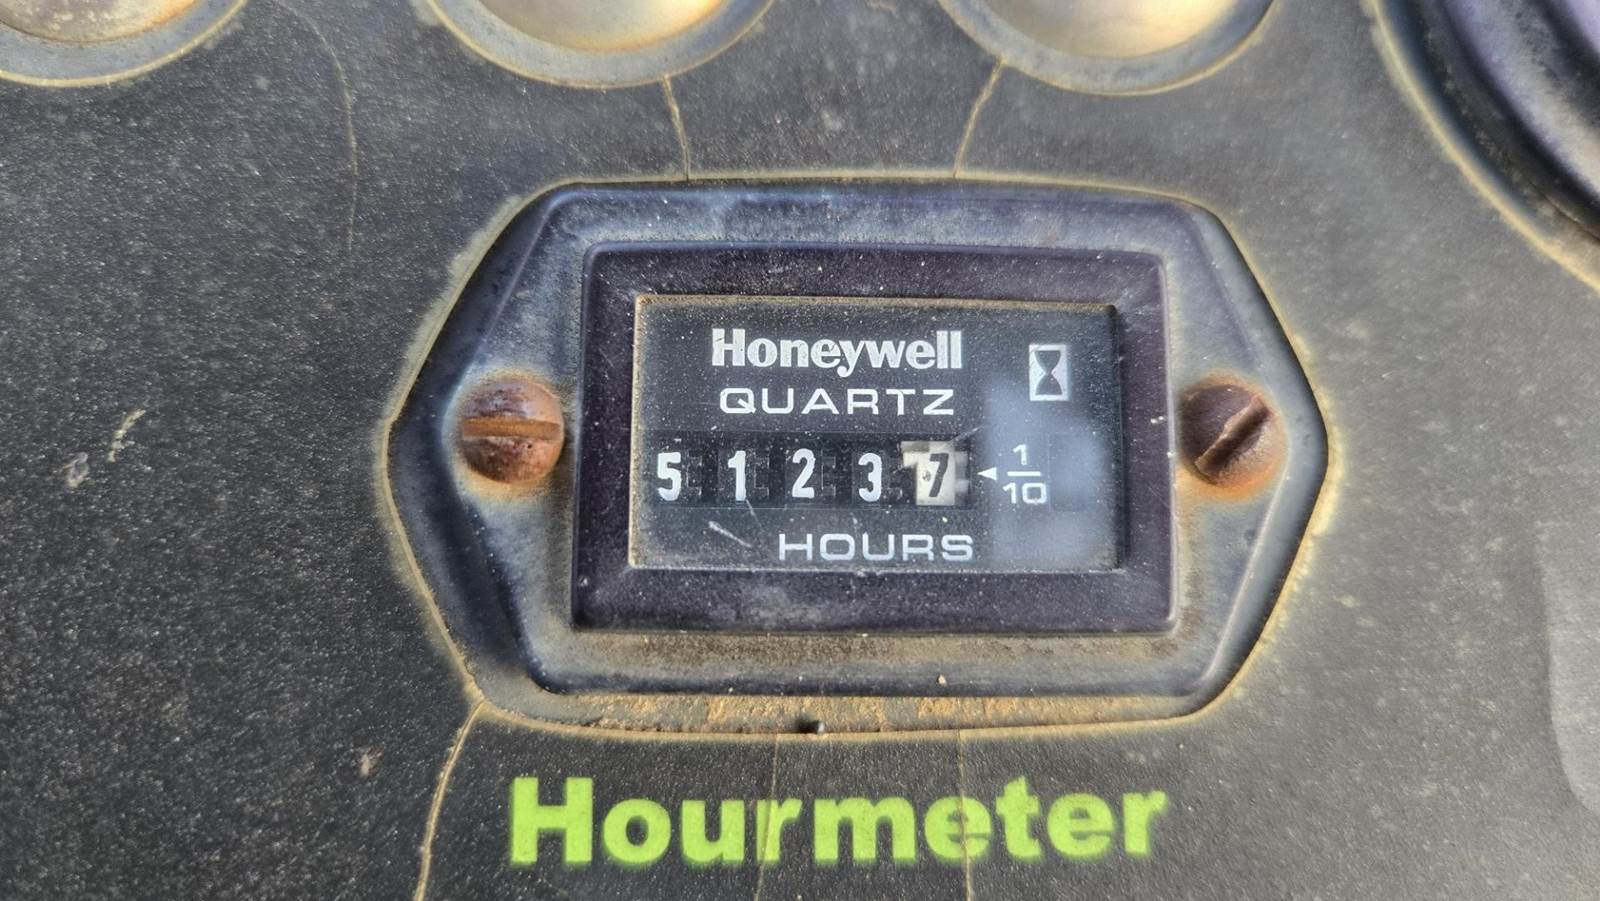 Honeywell
QUARTZ
5 1 2 3 7 1/10
HOURS
Hourmeter